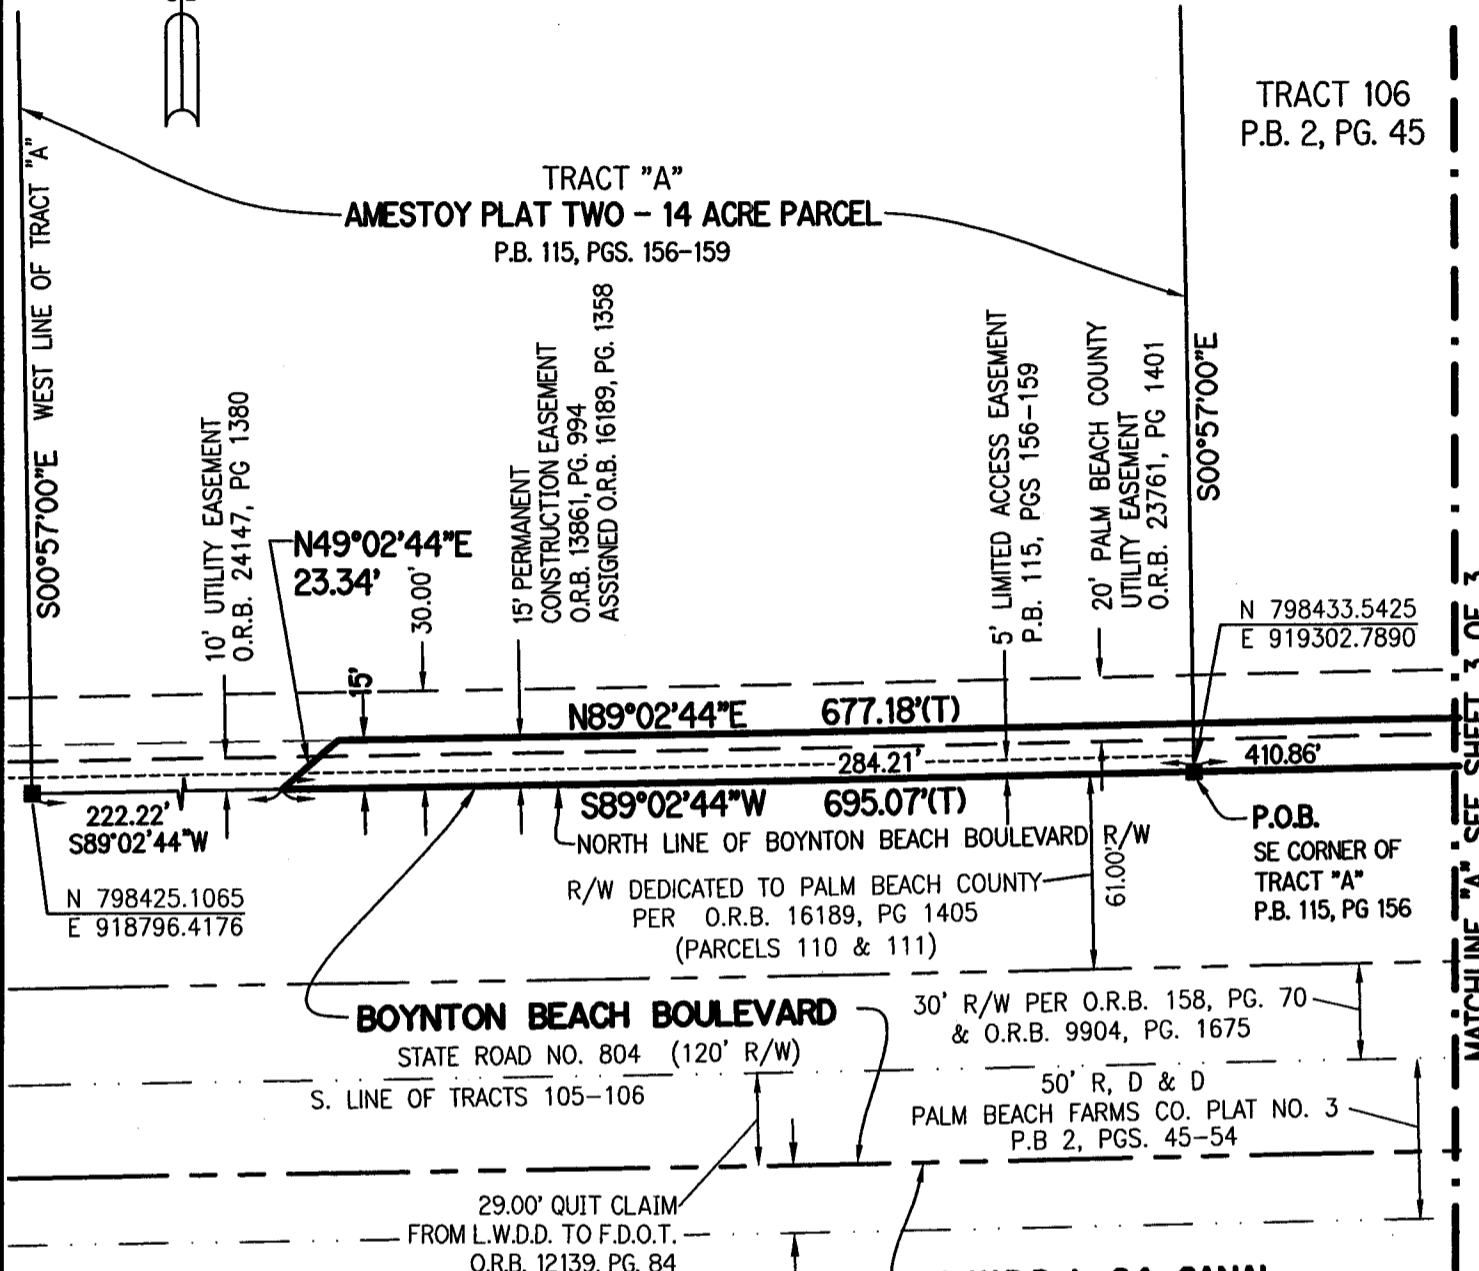 TRACT 106
P.B. 2, PG. 45
TRACT "A"
AMESTOY PLAT TWO - 14 ACRE PARCEL
P.B. 115, PGS. 156-159
S00°57'00"E WEST LINE OF TRACT "A"
10' UTILITY EASEMENT
O.R.B. 24147, PG 1380
N49°02'44"E
23.34'
30.00'
15'
15' PERMANENT
CONSTRUCTION EASEMENT
O.R.B. 13861, PG. 994
ASSIGNED O.R.B. 16189, PG. 1358
5' LIMITED ACCESS EASEMENT
P.B. 115, PGS 156-159
20' PALM BEACH COUNTY
UTILITY EASEMENT
O.R.B. 23761, PG 1401
S00°57'00"E
N 798433.5425
E 919302.7890
N89°02'44"E 677.18'(T)
284.21'
410.86'
S89°02'44"W 695.07'(T)
222.22'
S89°02'44"W
N 798425.1065
E 918796.4176
NORTH LINE OF BOYNTON BEACH BOULEVARD R/W
R/W DEDICATED TO PALM BEACH COUNTY
PER O.R.B. 16189, PG 1405
(PARCELS 110 & 111)
61.00'
P.O.B.
SE CORNER OF
TRACT "A"
P.B. 115, PG 156
MATCHLINE "A" SEE SHEET 3 OF 3
BOYNTON BEACH BOULEVARD
STATE ROAD NO. 804 (120' R/W)
30' R/W PER O.R.B. 158, PG. 70
& O.R.B. 9904, PG. 1675
S. LINE OF TRACTS 105-106
50' R, D & D
PALM BEACH FARMS CO. PLAT NO. 3
P.B 2, PGS. 45-54
29.00' QUIT CLAIM
FROM L.W.D.D. TO F.D.O.T.
O.R.B. 12139, PG. 84